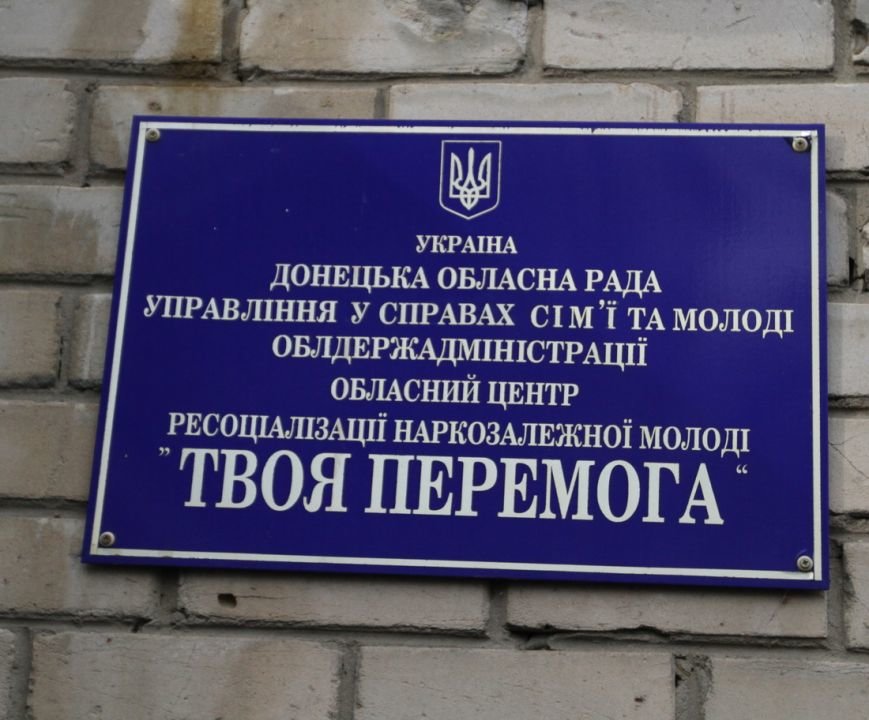 УКРАЇНА
ДОНЕЦЬКА ОБЛАСНА РАДА
УПРАВЛІННЯ У СПРАВАХ СІМ'Ї ТА МОЛОДІ
ОБЛДЕРЖАДМІНІСТРАЦІЇ
ОБЛАСНИЙ ЦЕНТР
РЕСОЦІАЛІЗАЦІЇ НАРКОЗАЛЕЖНОЇ МОЛОДІ
”ТВОЯ ПЕРЕМОГА“